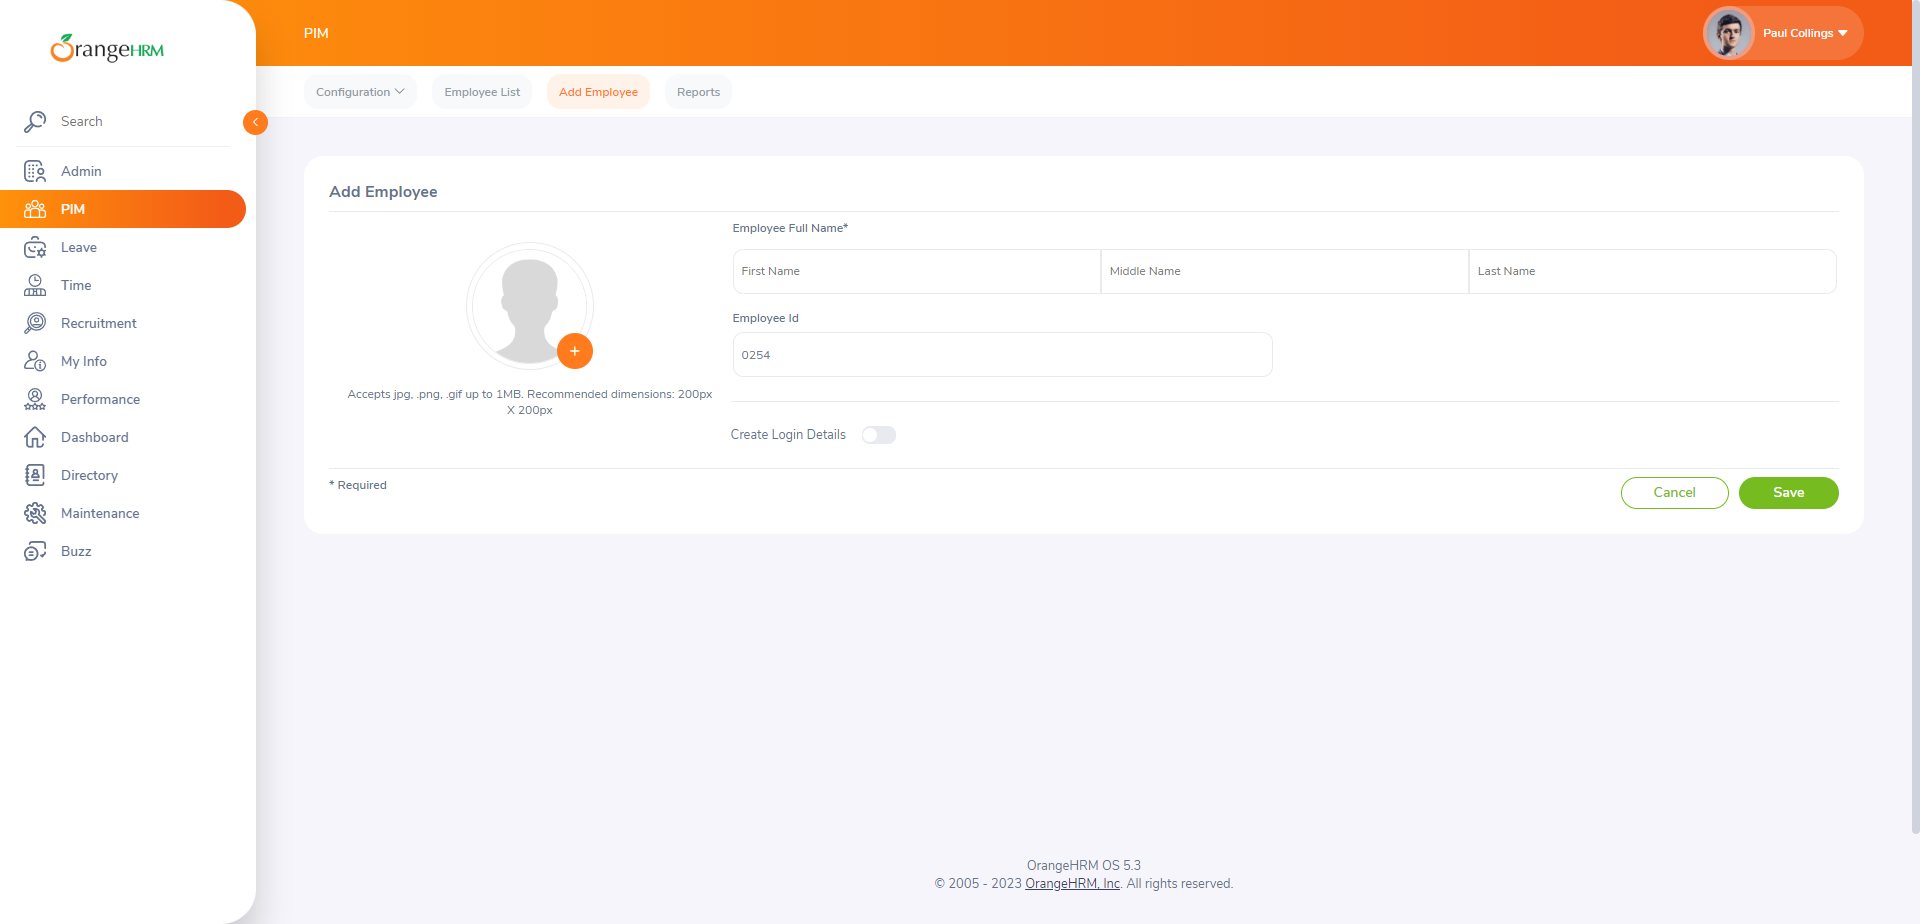 OrangeHRM
Search
Admin
PIM
Leave
Time
Recruitment
My Info
Performance
Dashboard
Directory
Maintenance
Buzz
PIM
Paul Collings
Configuration
Employee List
Add Employee
Reports
Add Employee
Accepts jpg, .png, .gif up to 1MB. Recommended dimensions: 200px
X 200px
Employee Full Name*
First Name
Middle Name
Last Name
Employee Id
0254
Create Login Details
* Required
Cancel
Save
OrangeHRM OS 5.3
© 2005 - 2023 OrangeHRM, Inc. All rights reserved.